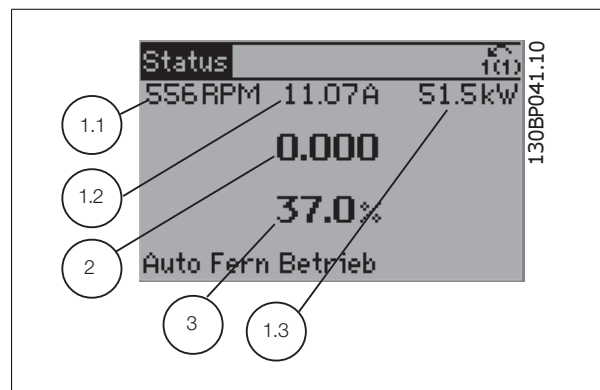 Status 1(1)
556RPM 11.07A 51.5kW
0.000
37.0%
Auto Fern Betrieb
1.1
1.2
2
3
1.3
130BP041.10